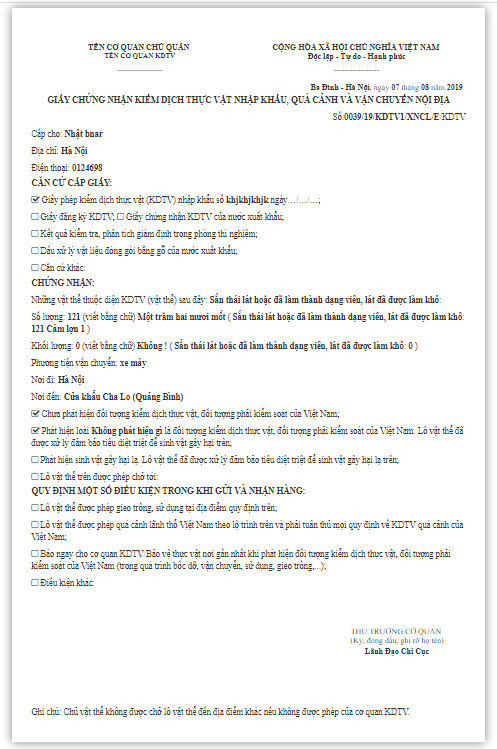 TÊN CƠ QUAN CHỦ QUẢN
TÊN CƠ QUAN KDTV
-----------------
CỘNG HÒA XÃ HỘI CHỦ NGHĨA VIỆT NAM
Độc lập - Tự do - Hạnh phúc
-----------------
Ba Đình - Hà Nội, ngày 07 tháng 08 năm 2019
GIẤY CHỨNG NHẬN KIỂM DỊCH THỰC VẬT NHẬP KHẨU, QUÁ CẢNH VÀ VẬN CHUYỂN NỘI ĐỊA
Số:0039/19/KDTV1/XNCL/E/KDTV
Cấp cho: Nhật bnar
Địa chỉ: Hà Nội
Điện thoại: 0124698
CĂN CỨ CẤP GIẤY:
☑ Giấy phép kiểm dịch thực vật (KDTV) nhập khẩu số khjkhjkhjk ngày…/…/…;
☐ Giấy đăng ký KDTV; ☐ Giấy chứng nhận KDTV của nước xuất khẩu;
☐ Kết quả kiểm tra, phân tích giám định trong phòng thí nghiệm;
☐ Dấu xử lý vật liệu đóng gói bằng gỗ của nước xuất khẩu;
☐ Căn cứ khác:
CHỨNG NHẬN:
Những vật thể thuộc diện KDTV (vật thể) sau đây: Sắn thái lát hoặc đã làm thành dạng viên, lát đã được làm khô:
Số lượng: 121 (viết bằng chữ) Một trăm hai mươi mốt ( Sắn thái lát hoặc đã làm thành dạng viên, lát đã được làm khô:
121 Cám lợn 1 )
Khối lượng: 0 (viết bằng chữ) Không ! ( Sắn thái lát hoặc đã làm thành dạng viên, lát đã được làm khô: 0 )
Phương tiện vận chuyển: xe máy
Nơi đi: Hà Nội
Nơi đến: Cửa khẩu Cha Lo (Quảng Bình)
☑ Chưa phát hiện đối tượng kiểm dịch thực vật, đối tượng phải kiểm soát của Việt Nam;
☑ Phát hiện loài Không phát hiện gì là đối tượng kiểm dịch thực vật, đối tượng phải kiểm soát của Việt Nam. Lô vật thể đã
được xử lý đảm bảo tiêu diệt triệt để sinh vật gây hại trên;
☐ Phát hiện sinh vật gây hại lạ. Lô vật thể đã được xử lý đảm bảo tiêu diệt triệt để sinh vật gây hại lạ trên;
☐ Lô vật thể trên được phép chở tới:
QUY ĐỊNH MỘT SỐ ĐIỀU KIỆN TRONG KHI GỬI VÀ NHẬN HÀNG:
☐ Lô vật thể được phép gieo trồng, sử dụng tại địa điểm quy định trên;
☐ Lô vật thể được phép quá cảnh lãnh thổ Việt Nam theo lộ trình trên và phải tuân thủ mọi quy định về KDTV quá cảnh của
Việt Nam;
☐ Báo ngay cho cơ quan KDTV/Bảo vệ thực vật nơi gần nhất khi phát hiện đối tượng kiểm dịch thực vật, đối tượng phải
kiểm soát của Việt Nam (trong quá trình bốc dỡ, vận chuyển, sử dụng, gieo trồng,...);
☐ Điều kiện khác:
THỦ TRƯỞNG CƠ QUAN
(Ký, đóng dấu, ghi rõ họ tên)
Lãnh Đạo Chi Cục
Ghi chú: Chủ vật thể không được chở lô vật thể đến địa điểm khác nếu không được phép của cơ quan KDTV.